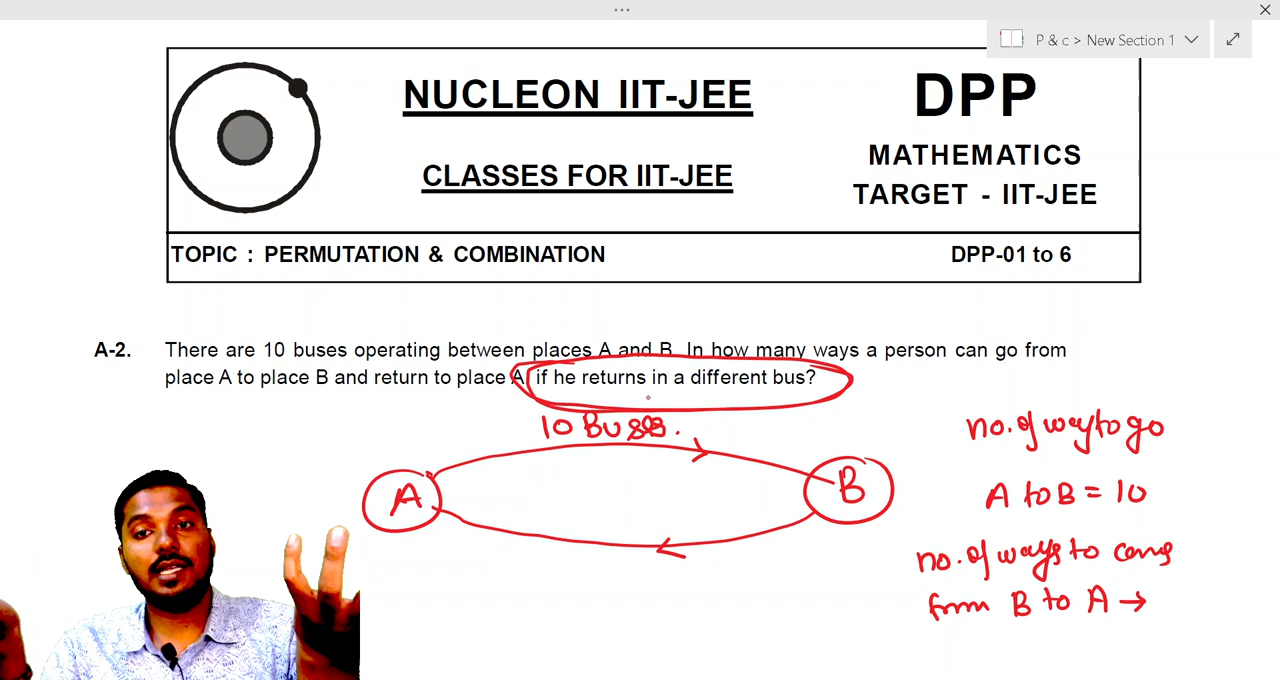 P & c > New Section 1
NUCLEON IIT-JEE
CLASSES FOR IIT-JEE
DPP
MATHEMATICS
TARGET - IIT-JEE
TOPIC : PERMUTATION & COMBINATION
DPP-01 to 6
A-2. There are 10 buses operating between places A and B. In how many ways a person can go from
place A to place B and return to place A, if he returns in a different bus?
10 Buses.
A
B
no. of way to go
A to B = 10
no. of ways to
from B to A →